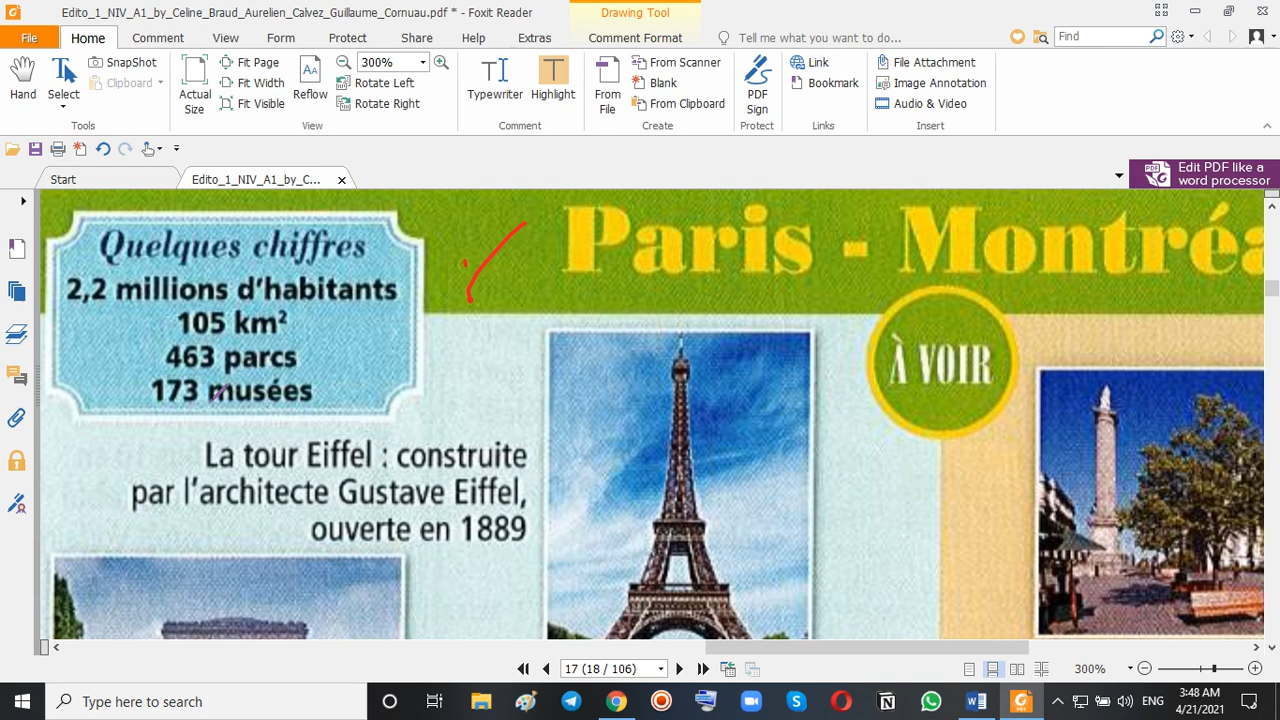 Edito_1_NIV_A1_by_Celine_Braud_Aurelien_Calvez_Guillaume_Cornuau.pdf * - Foxit Reader
Drawing Tool
File Home Comment View Form Protect Share Help Extras Comment Format Tell me what you want to do... Find
Hand
Select
SnapShot
Clipboard
Tools
Actual Size
Fit Page
Fit Width
Fit Visible
Reflow
300%
Rotate Left
Rotate Right
View
Typewriter
Highlight
Comment
From File
From Scanner
Blank
From Clipboard
Create
PDF Sign
Protect
Link
Bookmark
Links
File Attachment
Image Annotation
Audio & Video
Insert
Start
Edito_1_NIV_A1_by_C...
Edit PDF like a
word processor
Quelques chiffres
2,2 millions d'habitants
105 km²
463 parcs
173 musées
Paris - Montréa
À VOIR
La tour Eiffel : construite
par l'architecte Gustave Eiffel,
ouverte en 1889
17 (18 / 106)
300%
Type here to search
ENG
3:48 AM
4/21/2021